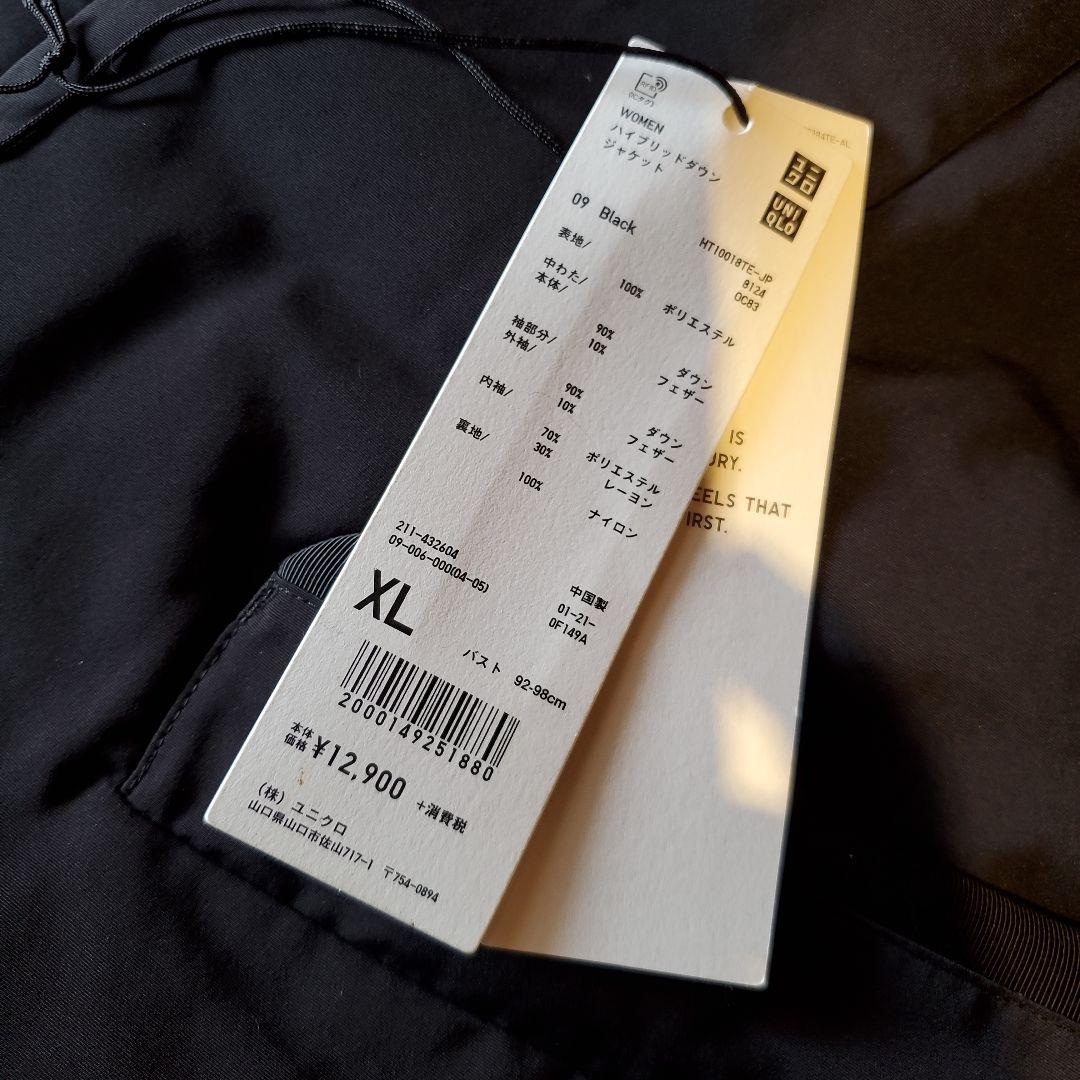 RFID
(ICタグ)
WOMEN
ハイブリッドダウン
ジャケット
ユニ
クロ
UNI
QLO
09 Black
HT10018TE-JP
8124
0C83
表地/
100% ポリエステル
中わた/
本体/
90% ダウン
10% フェザー
袖部分/
外袖/
90% ダウン
10% フェザー
内袖/
70% ポリエステル
30% レーヨン
裏地/
100% ナイロン
211-432604
09-006-000(04-05)
中国製
01-21-
0F149A
XL
バスト 92-98cm
2000149251880
本体
価格 ¥12,900 +消費税
(株) ユニクロ
山口県山口市佐山717-1 〒754-0894
IS
EELS THAT